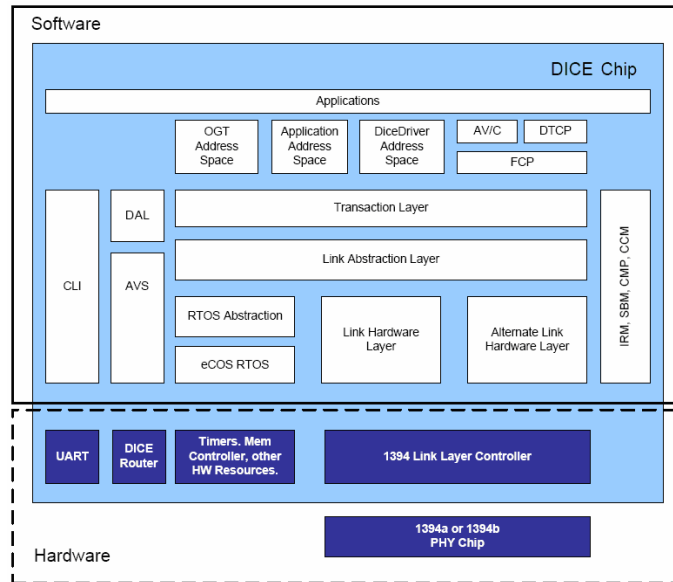 Software
DICE Chip
Applications
OGT
Address
Space
Application
Address
Space
DiceDriver
Address
Space
AV/C
DTCP
FCP
CLI
DAL
AVS
Transaction Layer
Link Abstraction Layer
RTOS Abstraction
eCOS RTOS
Link Hardware
Layer
Alternate Link
Hardware Layer
IRM, SBM, CMP, CCM
UART
DICE
Router
Timers. Mem
Controller, other
HW Resources.
1394 Link Layer Controller
1394a or 1394b
PHY Chip
Hardware